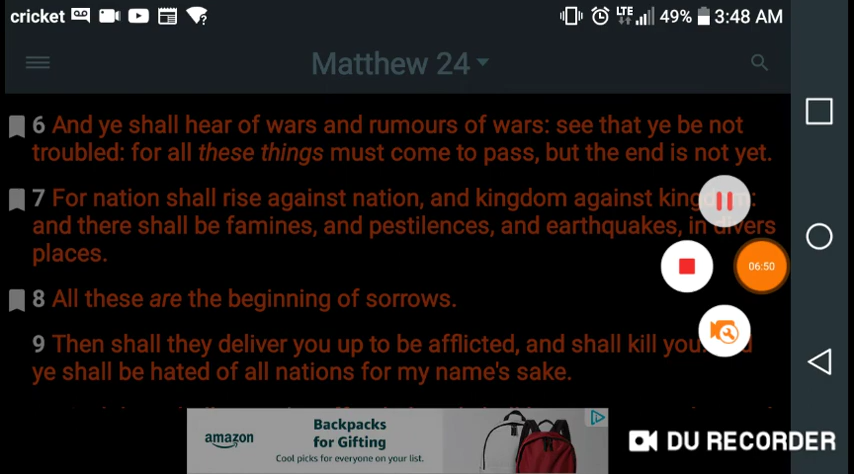 cricket
LTE 49% 3:48 AM
Matthew 24
6 And ye shall hear of wars and rumours of wars: see that ye be not
troubled: for all these things must come to pass, but the end is not yet.
7 For nation shall rise against nation, and kingdom against kingdom:
and there shall be famines, and pestilences, and earthquakes, in divers
places.
06:50
8 All these are the beginning of sorrows.
9 Then shall they deliver you up to be afflicted, and shall kill you:
ye shall be hated of all nations for my name's sake.
amazon
Backpacks
for Gifting
Cool picks for everyone on your list.
DU RECORDER